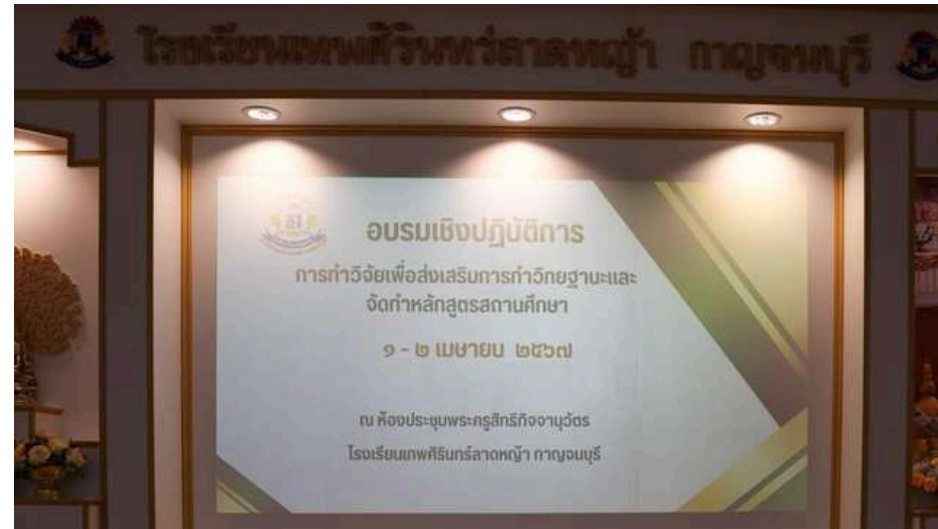 โรงเรียนเทพศิรินทร์ลาดหญ้า กาญจนบุรี
อบรมเชิงปฏิบัติการ
การทำวิจัยเพื่อส่งเสริมการทำวิทยฐานะและ
จัดทำหลักสูตรสถานศึกษา
๑ - ๒ เมษายน ๒๕๖๗
ณ ห้องประชุมพระครูสิทธิกิจจานุวัตร
โรงเรียนเทพศิรินทร์ลาดหญ้า กาญจนบุรี